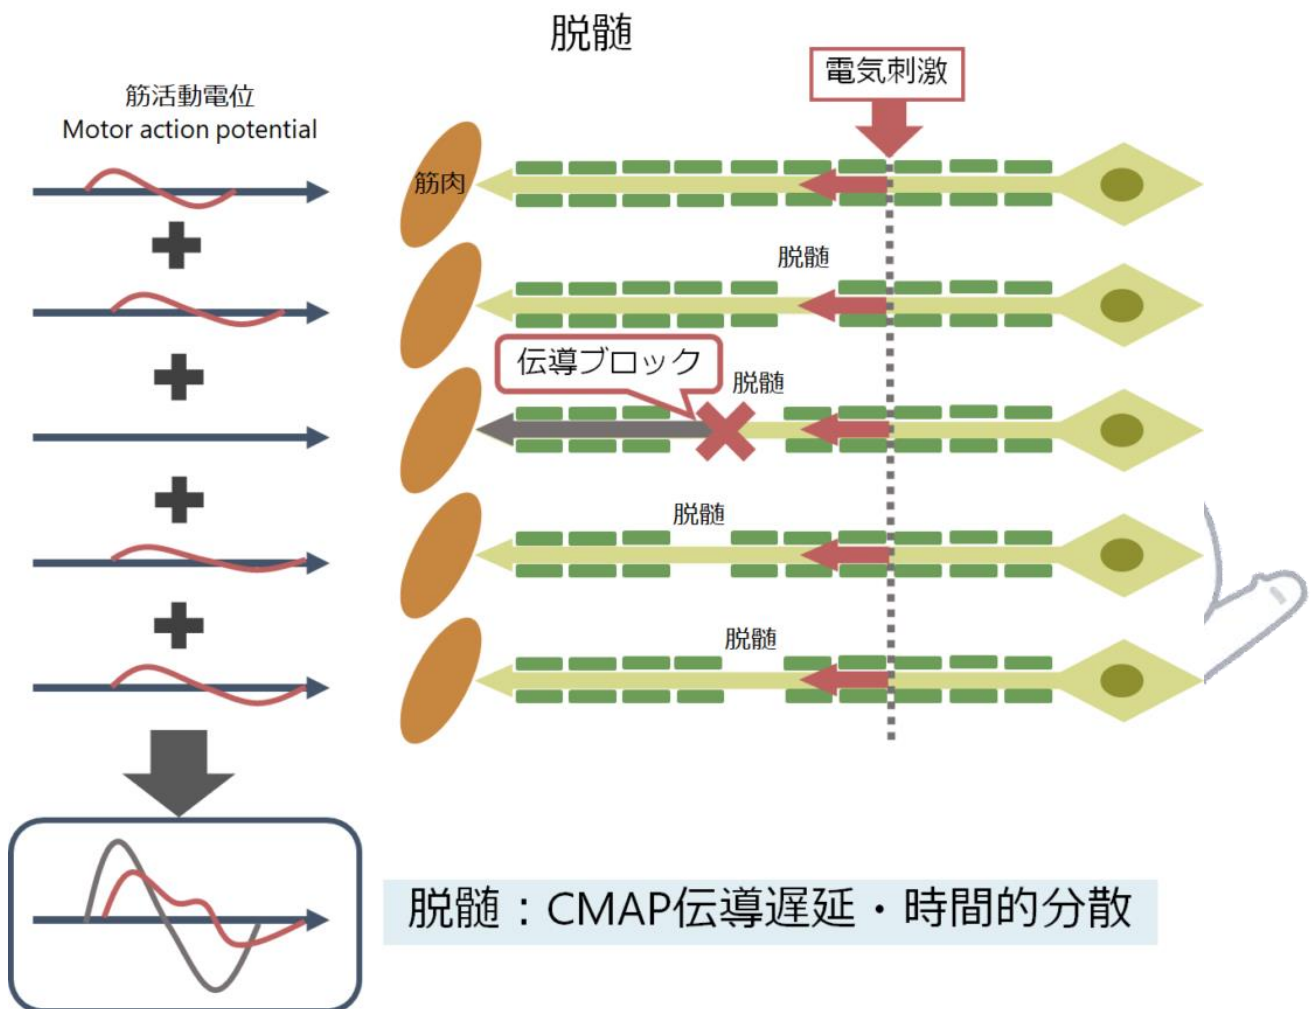 脱髄
電気刺激
筋活動電位
Motor action potential
筋肉
脱髄
伝導ブロック
脱髄
脱髄
脱髄
脱髄：CMAP伝導遅延・時間的分散